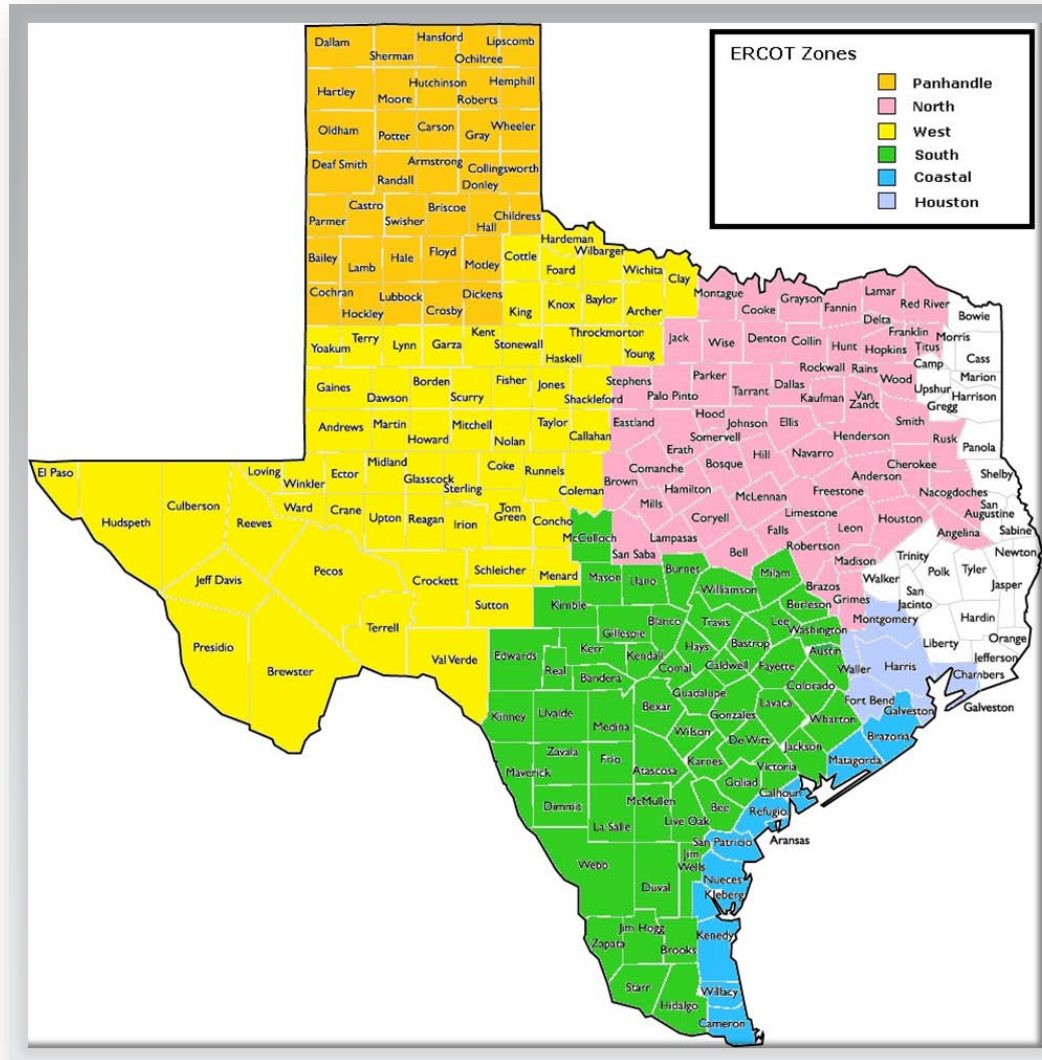 ERCOT Zones
Panhandle
North
West
South
Coastal
Houston
Dallam
Sherman
Hansford
Ochiltree
Lipscomb
Hartley
Moore
Hutchinson
Roberts
Hemphill
Oldham
Potter
Carson
Gray
Wheeler
Deaf Smith
Randall
Armstrong
Donley
Collingsworth
Parmer
Castro
Swisher
Briscoe
Hall
Childress
Bailey
Lamb
Hale
Floyd
Motley
Cottle
Hardeman
Foard
Wilbarger
Wichita
Clay
Cochran
Hockley
Lubbock
Crosby
Dickens
King
Knox
Baylor
Archer
Montague
Cooke
Grayson
Fannin
Lamar
Red River
Bowie
Delta
Franklin
Titus
Morris
Cass
Yoakum
Terry
Lynn
Garza
Kent
Stonewall
Haskell
Throckmorton
Young
Jack
Wise
Denton
Collin
Hunt
Hopkins
Camp
Marion
Rockwall
Rains
Wood
Upshur
Harrison
Gregg
Gaines
Dawson
Borden
Scurry
Fisher
Jones
Shackleford
Stephens
Palo Pinto
Parker
Tarrant
Dallas
Kaufman
Van
Zandt
Smith
Andrews
Martin
Howard
Mitchell
Nolan
Taylor
Callahan
Eastland
Erath
Hood
Somervell
Johnson
Ellis
Henderson
Rusk
Panola
El Paso
Hudspeth
Culberson
Reeves
Loving
Winkler
Ector
Midland
Glasscock
Sterling
Coke
Runnels
Coleman
Brown
Comanche
Hamilton
Bosque
Hill
Navarro
Anderson
Cherokee
Nacogdoches
Shelby
San
Augustine
Sabine
Ward
Crane
Upton
Reagan
Irion
Tom
Green
Concho
McCulloch
Mills
Lampasas
Coryell
McLennan
Limestone
Freestone
Leon
Houston
Angelina
Newton
Jeff Davis
Pecos
Crockett
Schleicher
Menard
San Saba
Mason
Llano
Burnet
Bell
Falls
Robertson
Madison
Trinity
Polk
Tyler
Jasper
Presidio
Brewster
Terrell
Sutton
Kimble
Gillespie
Blanco
Williamson
Milam
Burleson
Brazos
Grimes
Walker
San
Jacinto
Hardin
Val Verde
Edwards
Real
Kerr
Kendall
Bandera
Comal
Hays
Travis
Bastrop
Lee
Washington
Austin
Montgomery
Liberty
Orange
Jefferson
Chambers
Galveston
Waller
Harris
Fort Bend
Galveston
Kinney
Uvalde
Medina
Bexar
Guadalupe
Caldwell
Fayette
Colorado
Gonzales
Lavaca
Wharton
Brazoria
Matagorda
Maverick
Zavala
Frio
Atascosa
Wilson
Karnes
De Witt
Jackson
Victoria
Goliad
Calhoun
Refugio
Aransas
Dimmit
La Salle
McMullen
Live Oak
Bee
San Patricio
Webb
Duval
Jim
Wells
Nueces
Kleberg
Zapata
Jim Hogg
Brooks
Kenedy
Starr
Hidalgo
Willacy
Cameron